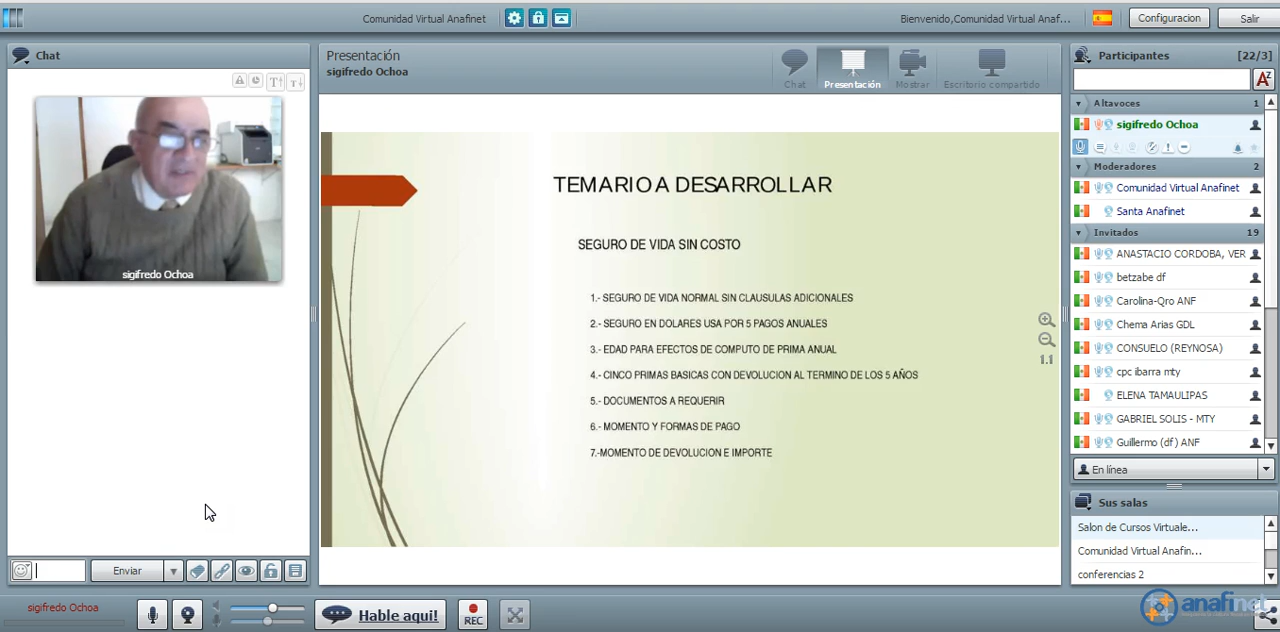 Comunidad Virtual Anafinet
Bienvenido,Comunidad Virtual Anaf...
Configuracion
Salir
Chat
sigifredo Ochoa
Enviar
Presentación
sigifredo Ochoa
Chat
Presentación
Mostrar
Escritorio compartido
TEMARIO A DESARROLLAR
SEGURO DE VIDA SIN COSTO
1.- SEGURO DE VIDA NORMAL SIN CLAUSULAS ADICIONALES
2.- SEGURO EN DOLARES USA POR 5 PAGOS ANUALES
3.- EDAD PARA EFECTOS DE COMPUTO DE PRIMA ANUAL
4.- CINCO PRIMAS BASICAS CON DEVOLUCION AL TERMINO DE LOS 5 AÑOS
5.- DOCUMENTOS A REQUERIR
6.- MOMENTO Y FORMAS DE PAGO
7.-MOMENTO DE DEVOLUCION E IMPORTE
1.1
Participantes [22/3]
Altavoces 1
sigifredo Ochoa
Moderadores 2
Comunidad Virtual Anafinet
Santa Anafinet
Invitados 19
ANASTACIO CORDOBA, VER
betzabe df
Carolina-Qro ANF
Chema Arias GDL
CONSUELO (REYNOSA)
cpc ibarra mty
ELENA TAMAULIPAS
GABRIEL SOLIS - MTY
Guillermo (df) ANF
En línea
Sus salas
Salon de Cursos Virtuale...
Comunidad Virtual Anafin...
conferencias 2
sigifredo Ochoa
Hable aqui!
REC
anafinet